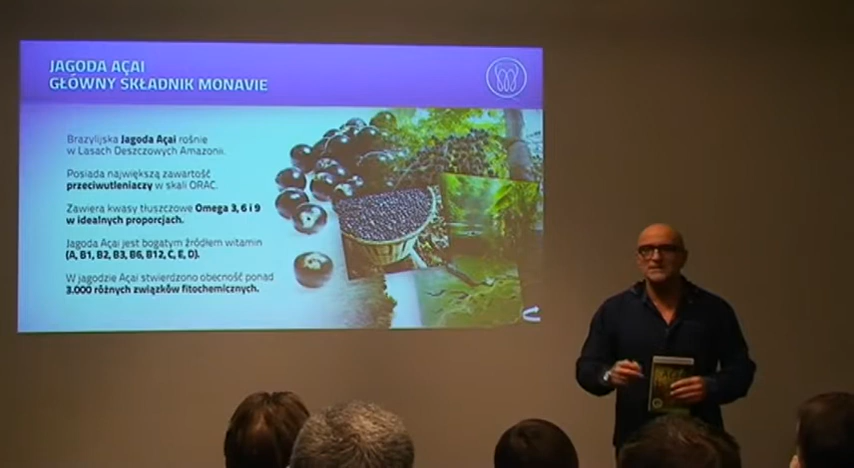 JAGODA AÇAI
GŁÓWNY SKŁADNIK MONAVIE
Brazylijska Jagoda Açai rośnie
w Lasach Deszczowych Amazonii.
Posiada największą zawartość
przeciwutleniaczy w skali ORAC.
Zawiera kwasy tłuszczowe Omega 3, 6 i 9
w idealnych proporcjach.
Jagoda Açai jest bogatym źródłem witamin
(A, B1, B2, B3, B6, B12, C, E, D).
W jagodzie Açai stwierdzono obecność ponad
3.000 różnych związków fitochemicznych.